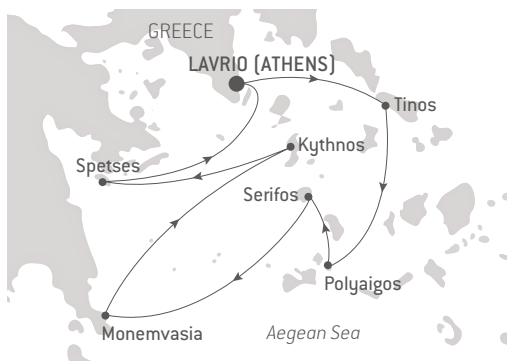 GREECE
LAVRIO (ATHENS)
Tinos
Kythnos
Spetses
Serifos
Polyaigos
Monemvasia
Aegean Sea